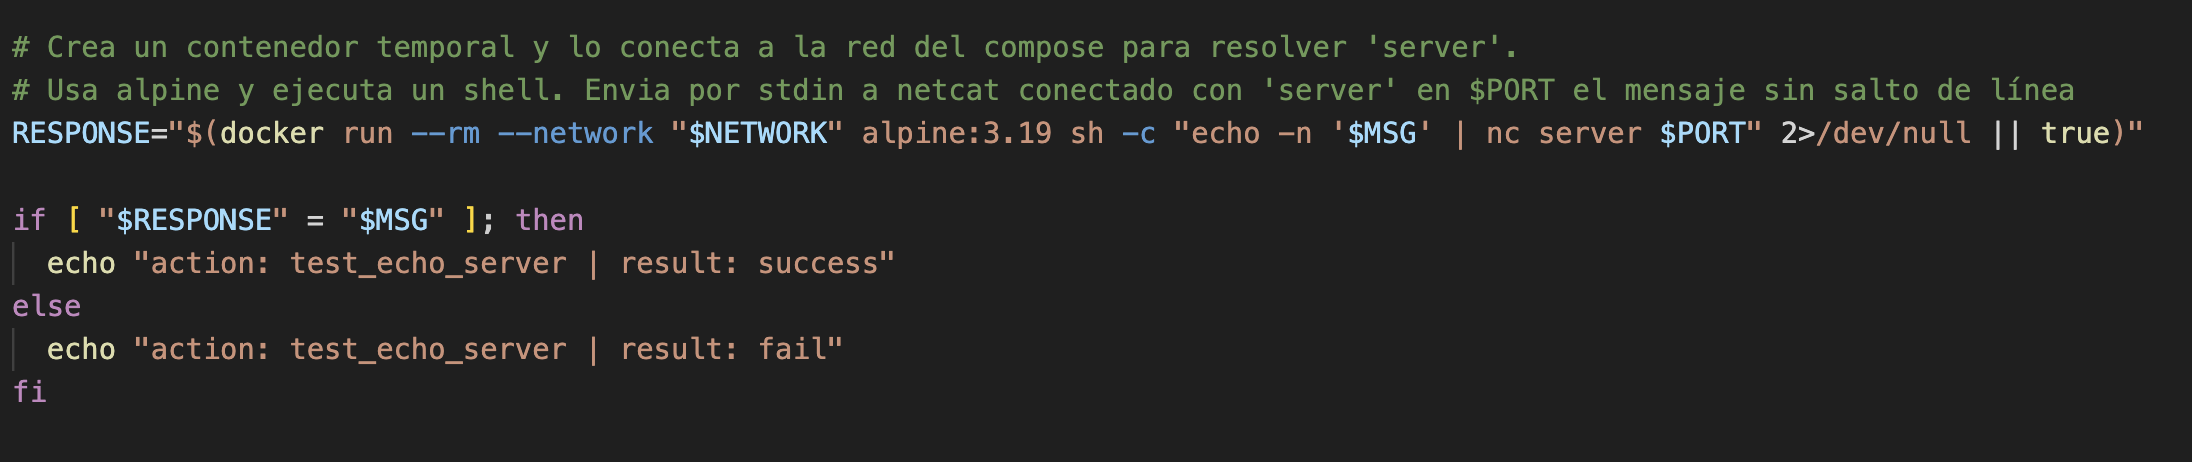 # Crea un contenedor temporal y lo conecta a la red del compose para resolver 'server'.
# Usa alpine y ejecuta un shell. Envia por stdin a netcat conectado con 'server' en $PORT el mensaje sin salto de línea
RESPONSE="$(docker run --rm --network "$NETWORK" alpine:3.19 sh -c "echo -n '$MSG' | nc server $PORT" 2>/dev/null || true)"
if [ "$RESPONSE" = "$MSG" ]; then
  echo "action: test_echo_server | result: success"
else
  echo "action: test_echo_server | result: fail"
fi